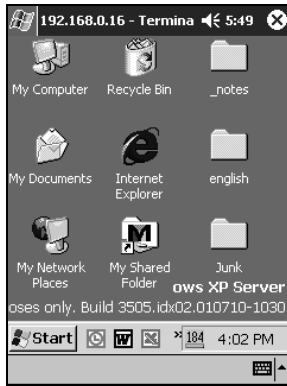 192.168.0.16 - Termina 5:49
My Computer Recycle Bin _notes
My Documents Internet Explorer english
My Network Places My Shared Folder Junk
ows XP Server
oses only. Build 3505.idx02.010710-1030
Start W » 184 4:02 PM